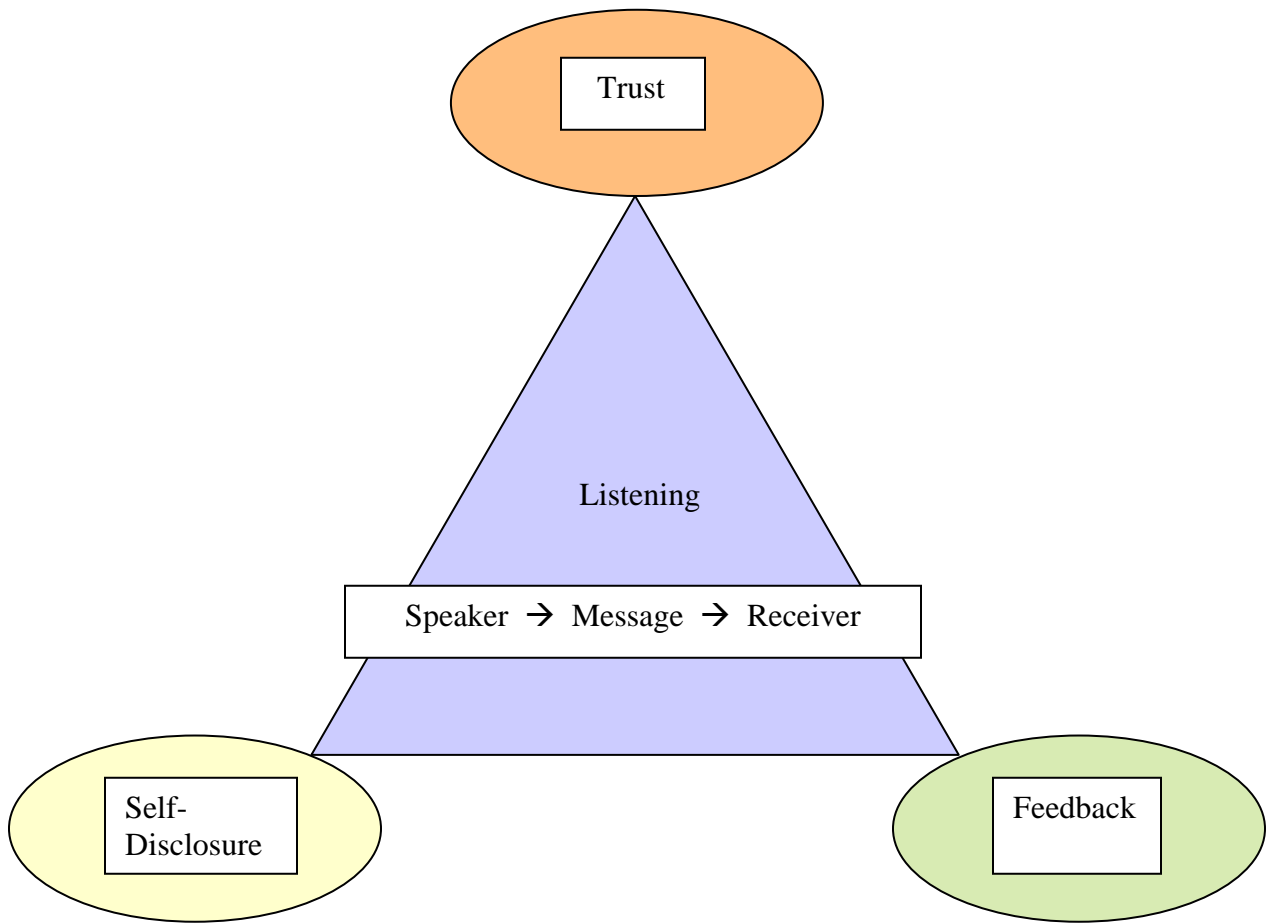 Trust
Listening
Speaker → Message → Receiver
Self-
Disclosure
Feedback